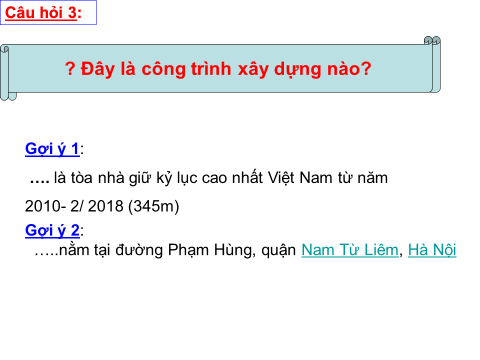 Câu hỏi 3:
? Đây là công trình xây dựng nào?
Gợi ý 1:
…. là tòa nhà giữ kỷ lục cao nhất Việt Nam từ năm
2010- 2/ 2018 (345m)
Gợi ý 2:
…..nằm tại đường Phạm Hùng, quận Nam Từ Liêm, Hà Nội